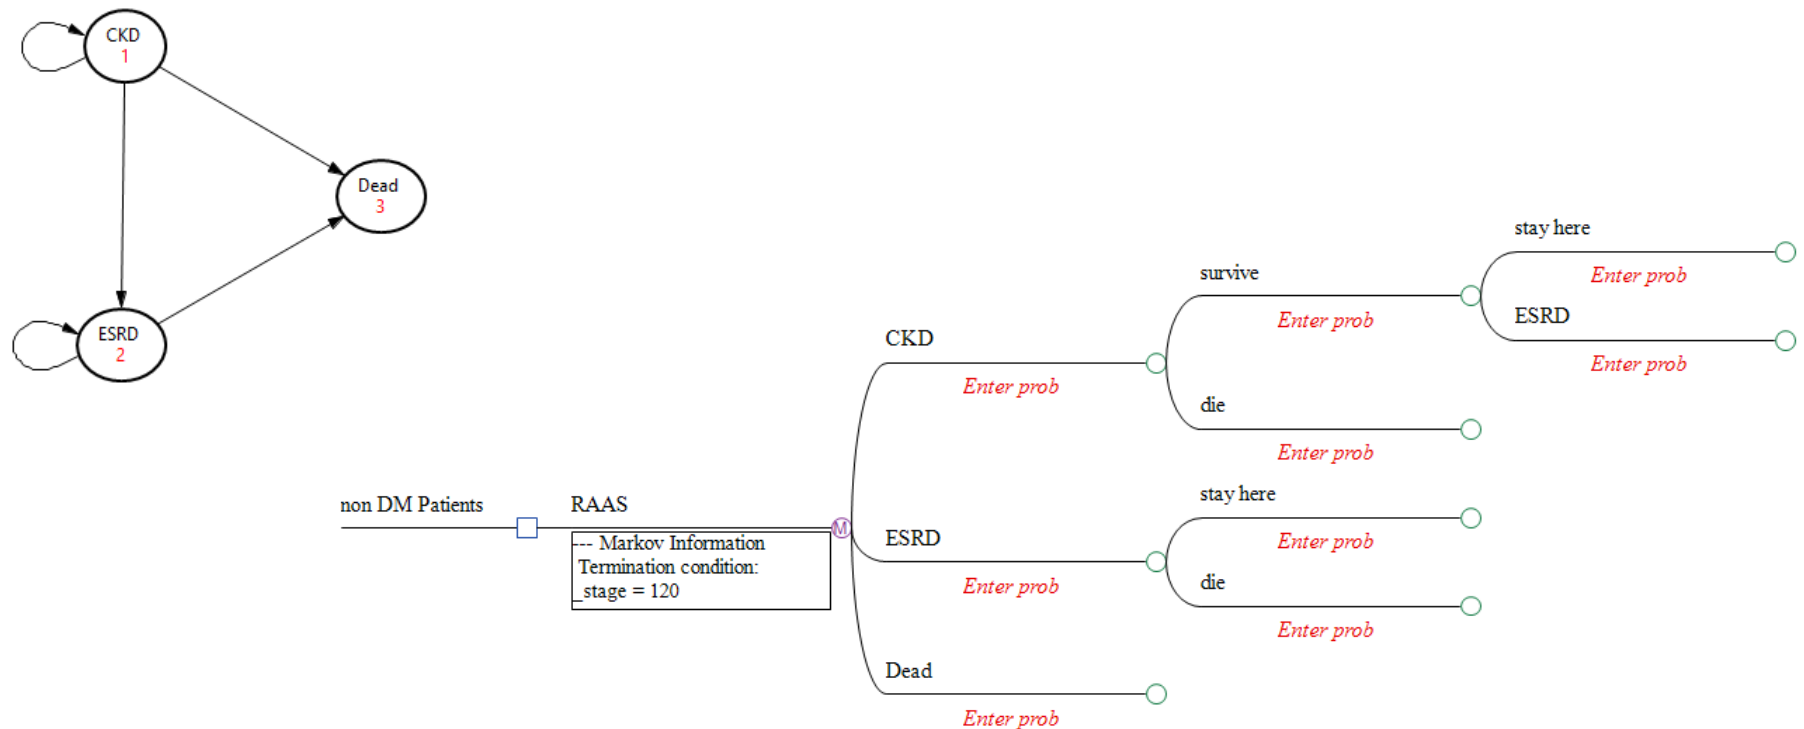 CKD
1
Dead
3
ESRD
2
non DM Patients
RAAS
--- Markov Information
Termination condition:
_stage = 120
CKD
Enter prob
survive
Enter prob
stay here
Enter prob
ESRD
Enter prob
die
Enter prob
ESRD
Enter prob
stay here
Enter prob
die
Enter prob
Dead
Enter prob
M